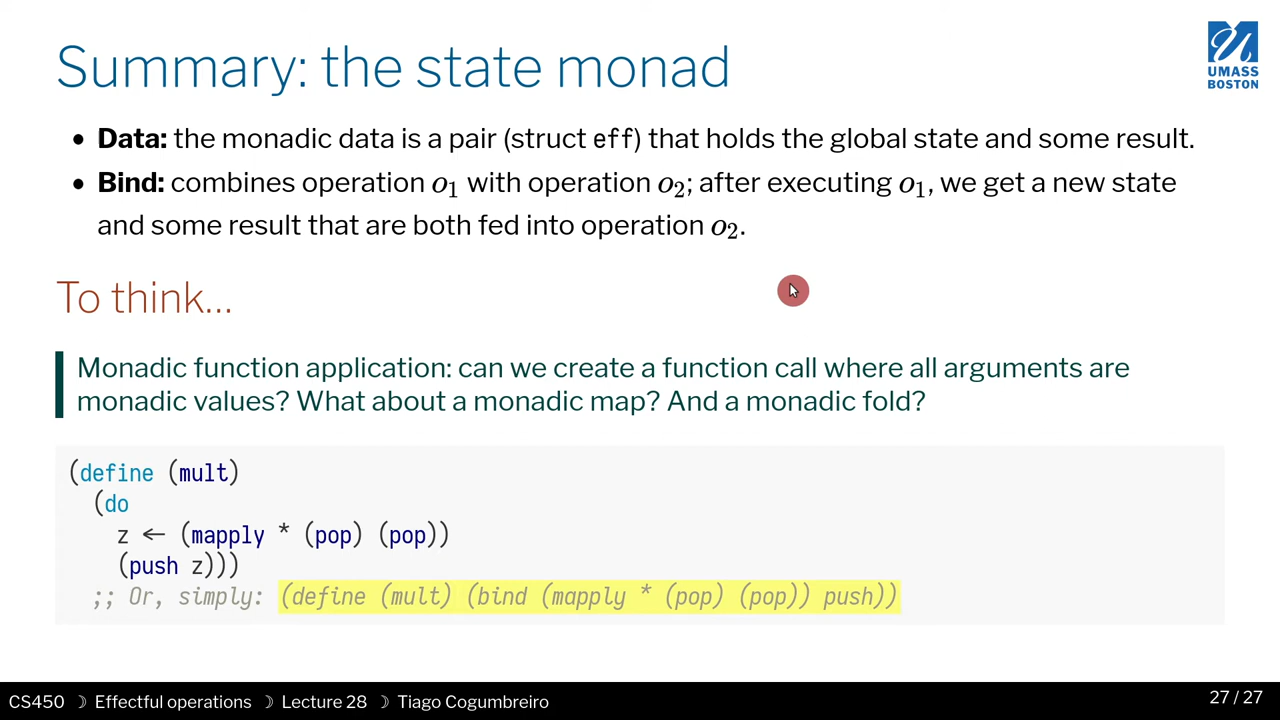 Summary: the state monad
UMASS
BOSTON
• Data: the monadic data is a pair (struct eff) that holds the global state and some result.
• Bind: combines operation o₁ with operation o₂; after executing o₁, we get a new state
and some result that are both fed into operation o₂.
To think...
Monadic function application: can we create a function call where all arguments are
monadic values? What about a monadic map? And a monadic fold?
(define (mult)
(do
z ← (mapply * (pop) (pop))
(push z)))
;; Or, simply: (define (mult) (bind (mapply * (pop) (pop)) push))
CS450 ☽ Effectful operations ☽ Lecture 28 ☽ Tiago Cogumbreiro
27 / 27